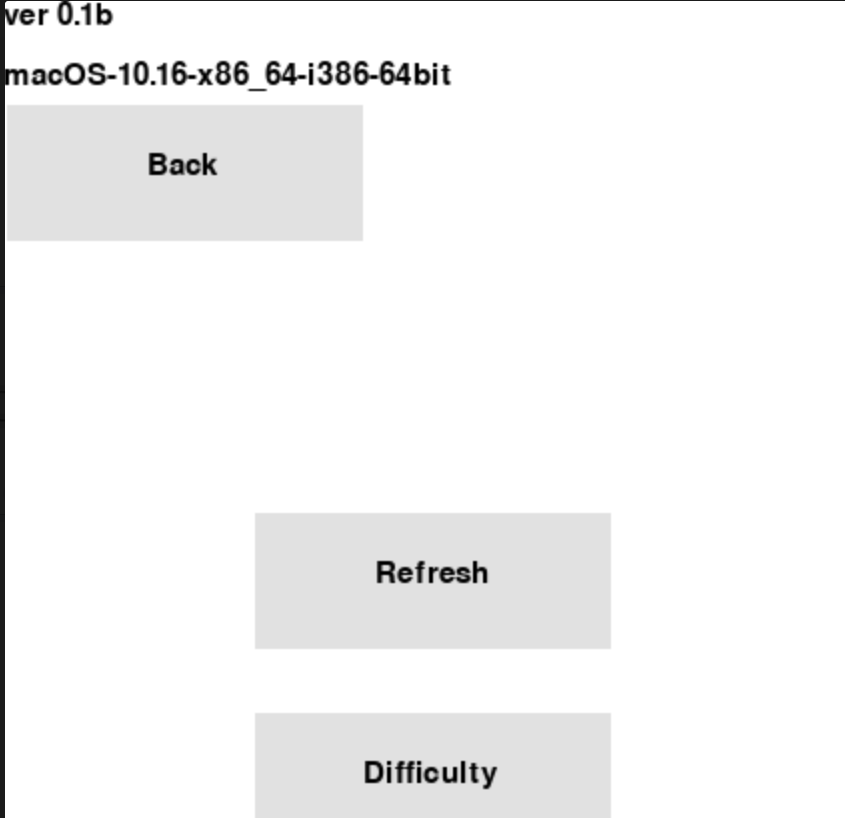 ver 0.1b
macOS-10.16-x86_64-i386-64bit
Back
Refresh
Difficulty